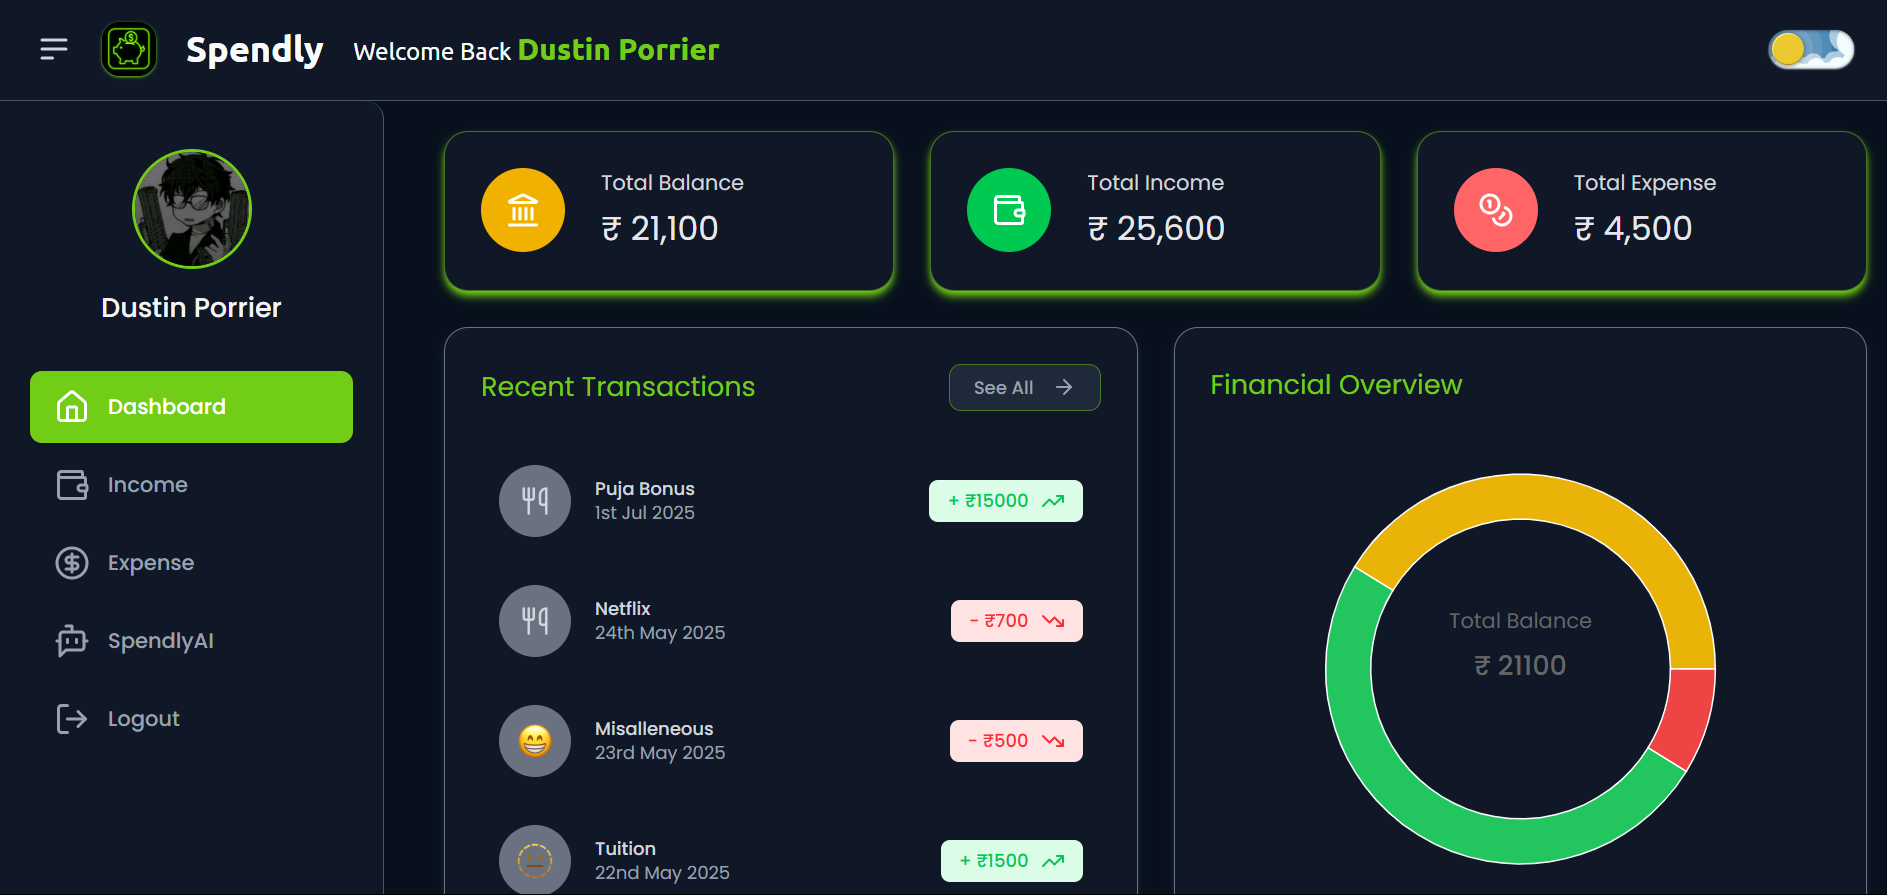 Spendly
Welcome Back Dustin Porrier
Dustin Porrier
Dashboard
Income
Expense
SpendlyAI
Logout
Total Balance
₹ 21,100
Total Income
₹ 25,600
Total Expense
₹ 4,500
Recent Transactions
See All
Puja Bonus
1st Jul 2025
+ ₹15000
Netflix
24th May 2025
- ₹700
Misalleneous
23rd May 2025
- ₹500
Tuition
22nd May 2025
+ ₹1500
Financial Overview
Total Balance
₹ 21100